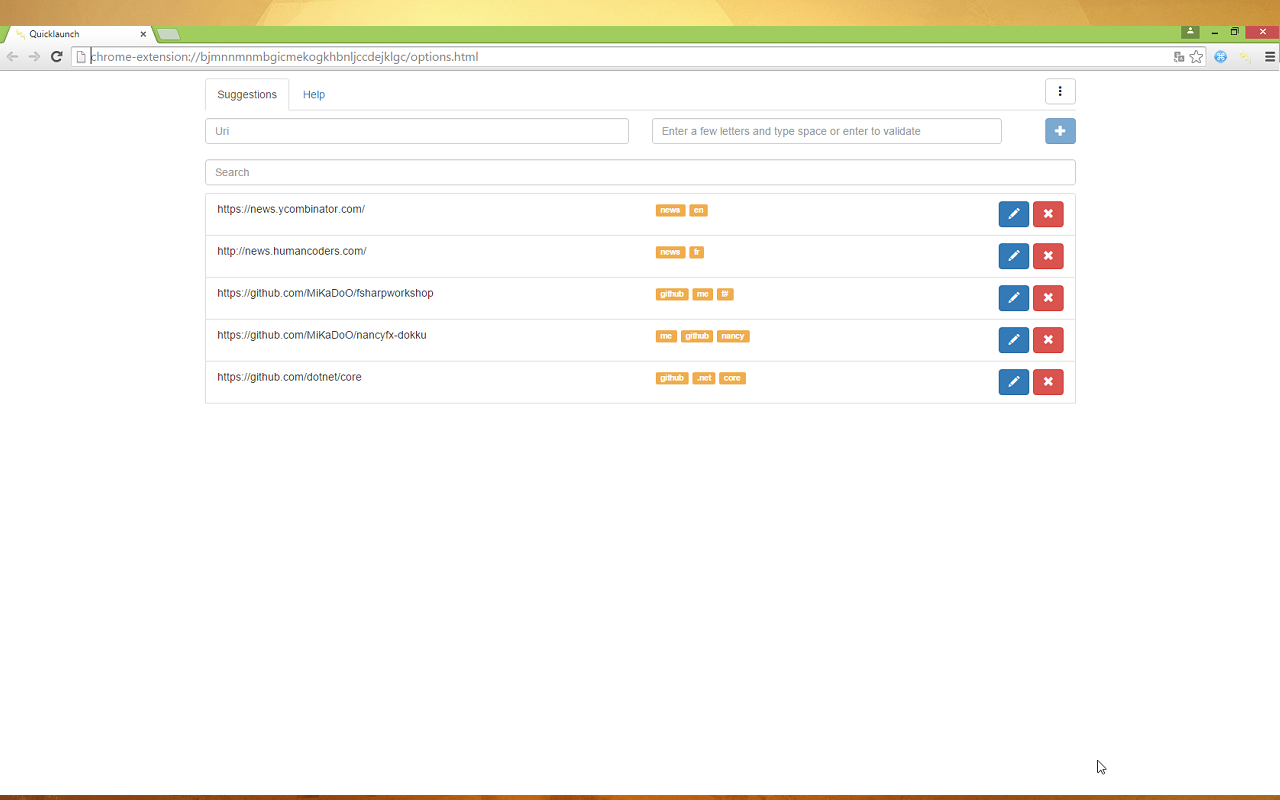 Quicklaunch
chrome-extension://bjmnnmnmbgicmekogkhbnljccdejklgc/options.html
Suggestions Help
Uri Enter a few letters and type space or enter to validate
Search
https://news.ycombinator.com/ news en
http://news.humancoders.com/ news fr
https://github.com/MiKaDoO/fsharpworkshop github me f#
https://github.com/MiKaDoO/nancyfx-dokku me github nancy
https://github.com/dotnet/core github .net core